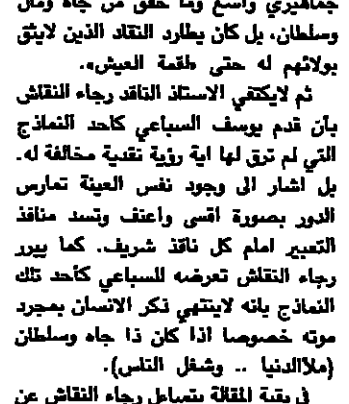 جماهيري واسع وما حقق من جاه ومال
وسلطان، بل كان يطارد النقاد الذين لايثق
بولائهم له حتى «لقمة العيش».
ثم لايكتفي الاستاذ الناقد رجاء النقاش
بأن قدم يوسف السباعي كأحد النماذج
التي لم ترق لها اية رؤية نقدية مخالفة له.
بل اشار الى وجود نفس العينة تمارس
الدور بصورة اقسى واعنف وتسد منافذ
التعبير امام كل ناقد شريف. كما يبرر
رجاء النقاش تعرضه للسباعي كأحد تلك
النماذج بانه لاينتهي ذكر الانسان بمجرد
موته خصوصا اذا كان ذا جاه وسلطان
(ملأالدنيا .. وشغل الناس).
في بقية المقالة يتساءل رجاء النقاش عن